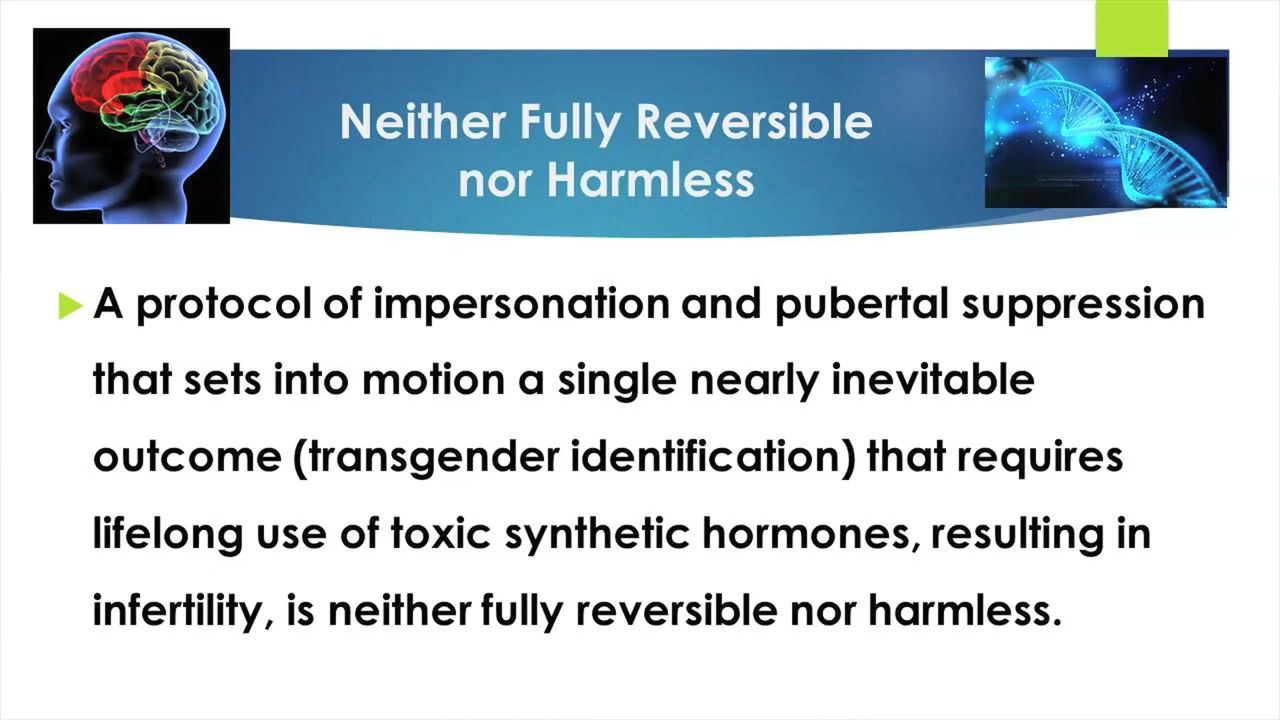 Neither Fully Reversible
nor Harmless
A protocol of impersonation and pubertal suppression
that sets into motion a single nearly inevitable
outcome (transgender identification) that requires
lifelong use of toxic synthetic hormones, resulting in
infertility, is neither fully reversible nor harmless.